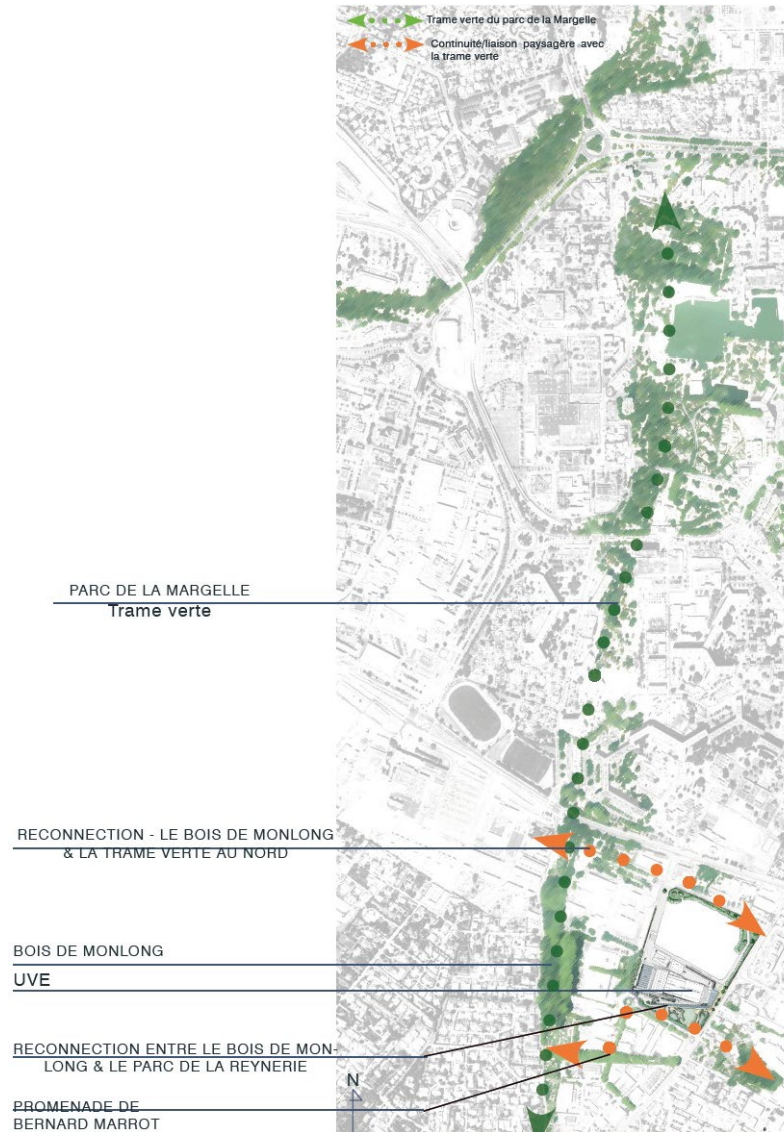 Trame verte du parc de la Margelle
Continuité/liaison paysagère avec
la trame verte
PARC DE LA MARGELLE
Trame verte
RECONNECTION - LE BOIS DE MONLONG
& LA TRAME VERTE AU NORD
BOIS DE MONLONG
UVE
RECONNECTION ENTRE LE BOIS DE MON-
LONG & LE PARC DE LA REYNERIE
N
PROMENADE DE
BERNARD MARROT